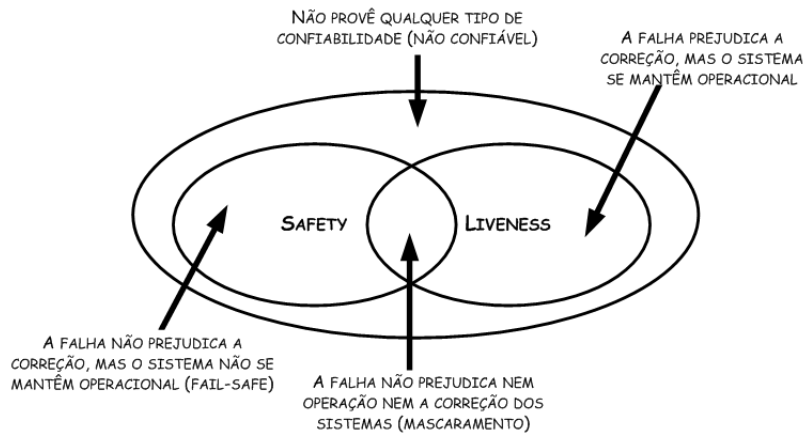 NÃO PROVÊ QUALQUER TIPO DE
CONFIABILIDADE (NÃO CONFIÁVEL)
A FALHA PREJUDICA A
CORREÇÃO, MAS O SISTEMA
SE MANTÊM OPERACIONAL
SAFETY
LIVENESS
A FALHA NÃO PREJUDICA A
CORREÇÃO, MAS O SISTEMA NÃO SE
MANTÊM OPERACIONAL (FAIL-SAFE)
A FALHA NÃO PREJUDICA NEM
OPERAÇÃO NEM A CORREÇÃO DOS
SISTEMAS (MASCARAMENTO)